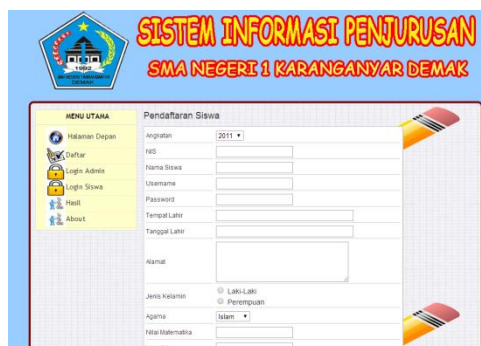 SISTEM INFORMASI PENJURUSAN
SMA NEGERI 1 KARANGANYAR DEMAK
1992
DEMAK
MENU UTAMA
Halaman Depan
Daftar
Login Admin
Login Siswa
Hasil
About
Pendaftaran Siswa
Angkatan 2011
NIS
Nama Siswa
Username
Password
Tempat Lahir
Tanggal Lahir
Alamat
Jenis Kelamin
Laki-Laki
Perempuan
Agama Islam
Nilai Matematika